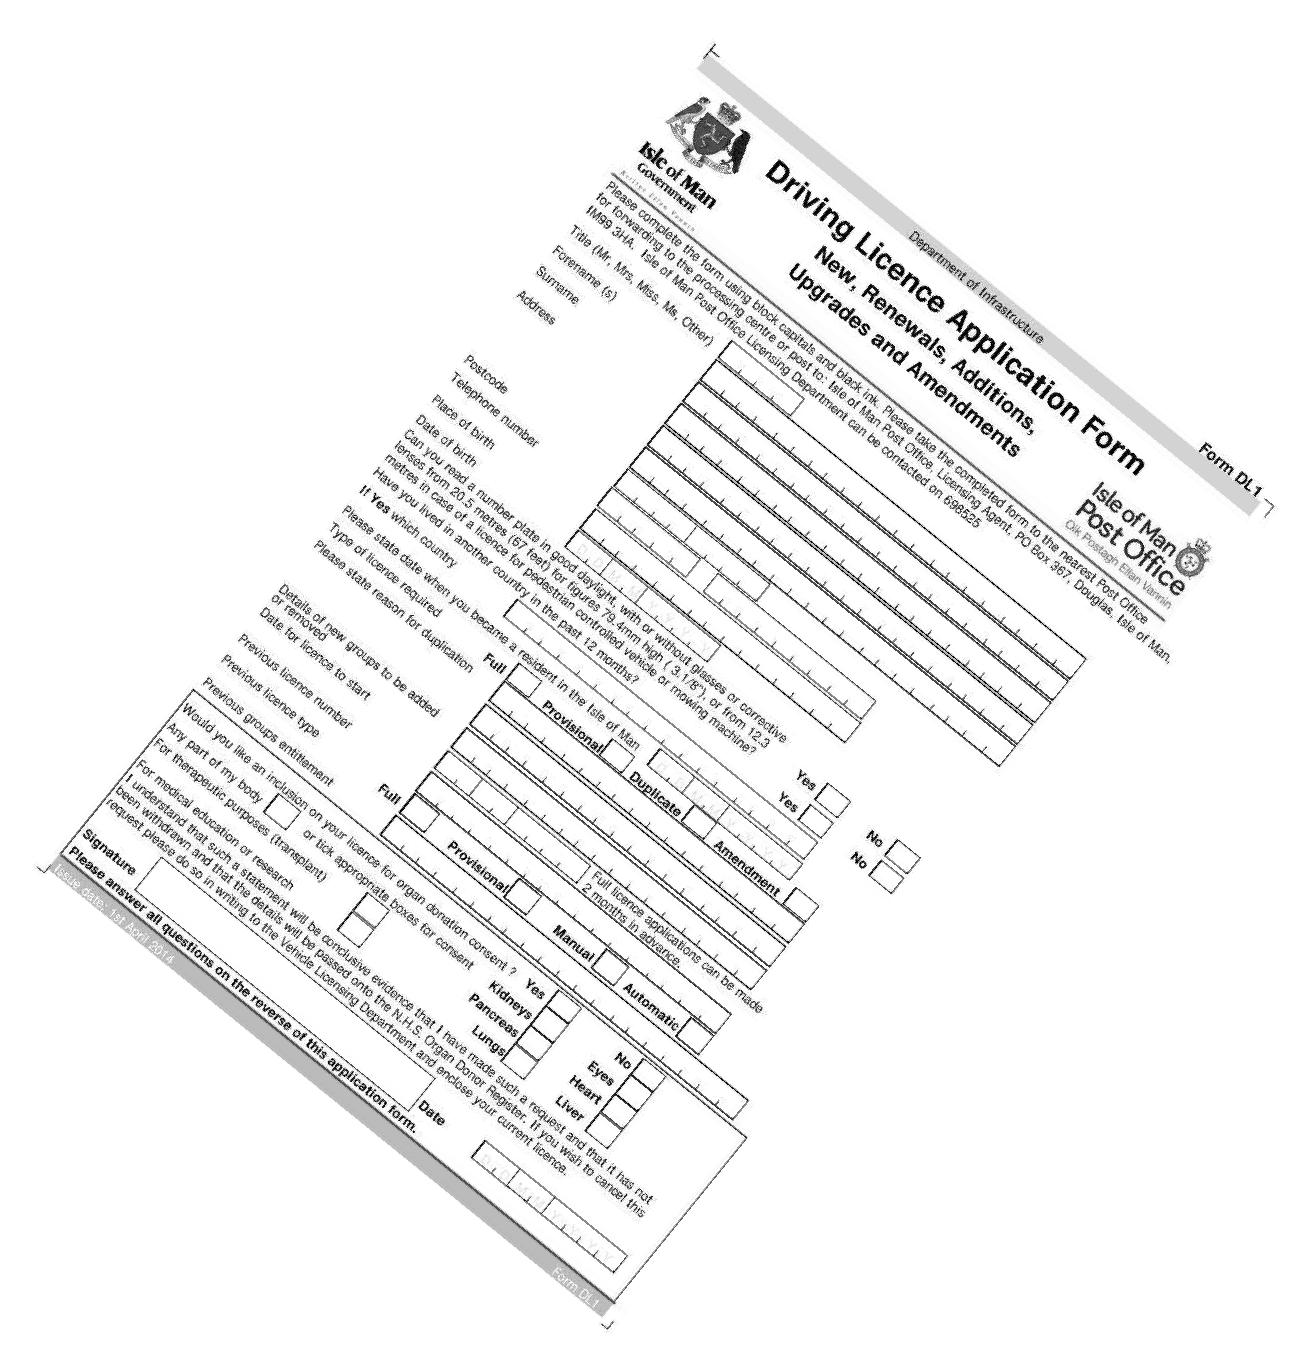 Department of Infrastructure
Form DL1
Isle of Man
Government
Reiltys Ellan Vannin
Driving Licence Application Form
New, Renewals, Additions,
Upgrades and Amendments
Isle of Man
Post Office
Oik Postagh Ellan Vannin
Please complete the form using block capitals and black ink. Please take the completed form to the nearest Post Office
for forwarding to the processing centre or post to: Isle of Man Post Office, Licensing Agent, PO Box 367, Douglas, Isle of Man,
IM99 3HA. Isle of Man Post Office Licensing Department can be contacted on 698525
Title (Mr, Mrs, Miss, Ms, Other)
Forename (s)
Surname
Address
Postcode
Telephone number
Place of birth
Date of birth
D D M M Y Y Y Y
Can you read a number plate in good daylight, with or without glasses or corrective
lenses from 20.5 metres (67 feet) for figures 79.4mm high ( 3.1/8"), or from 12.3
metres in case of a licence for pedestrian controlled vehicle or mowing machine? Yes No
Have you lived in another country in the past 12 months? Yes No
If Yes which country
Please state date when you became a resident in the Isle of Man D D M M Y Y Y Y
Type of licence required Full Provisional Duplicate Amendment
Please state reason for duplication
Details of new groups to be added
or removed
Date for licence to start Full licence applications can be made
2 months in advance.
Previous licence number
Previous licence type Full Provisional Manual Automatic
Previous groups entitlement
Would you like an inclusion on your licence for organ donation consent ? Yes No
Any part of my body or tick appropriate boxes for consent Kidneys Eyes
For therapeutic purposes (transplant) Pancreas Heart
For medical education or research Lungs Liver
I understand that such a statement will be conclusive evidence that I have made such a request and that it has not
been withdrawn and that the details will be passed onto the N.H.S. Organ Donor Register. If you wish to cancel this
request please do so in writing to the Vehicle Licensing Department and enclose your current licence.
Signature Date D D M M Y Y Y Y
Please answer all questions on the reverse of this application form.
Issue date: 1st April 2014 Form DL1